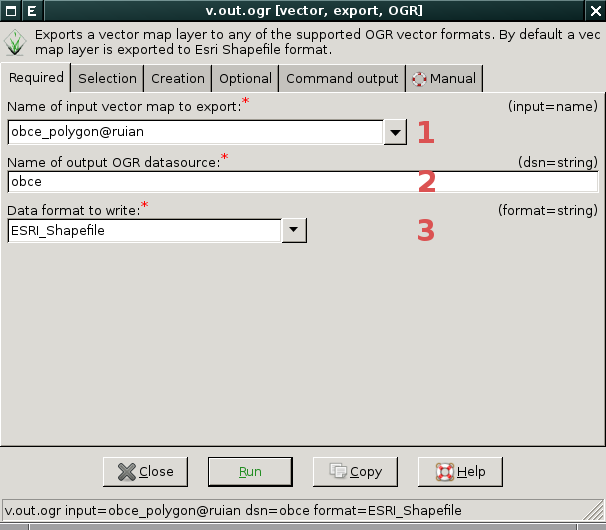 E v.out.ogr [vector, export, OGR]
Exports a vector map layer to any of the supported OGR vector formats. By default a vec
map layer is exported to Esri Shapefile format.
Required Selection Creation Optional Command output Manual
Name of input vector map to export:* (input=name)
obce_polygon@ruian 1
Name of output OGR datasource:* (dsn=string)
obce 2
Data format to write:* (format=string)
ESRI_Shapefile 3
Close Run Copy Help
v.out.ogr input=obce_polygon@ruian dsn=obce format=ESRI_Shapefile